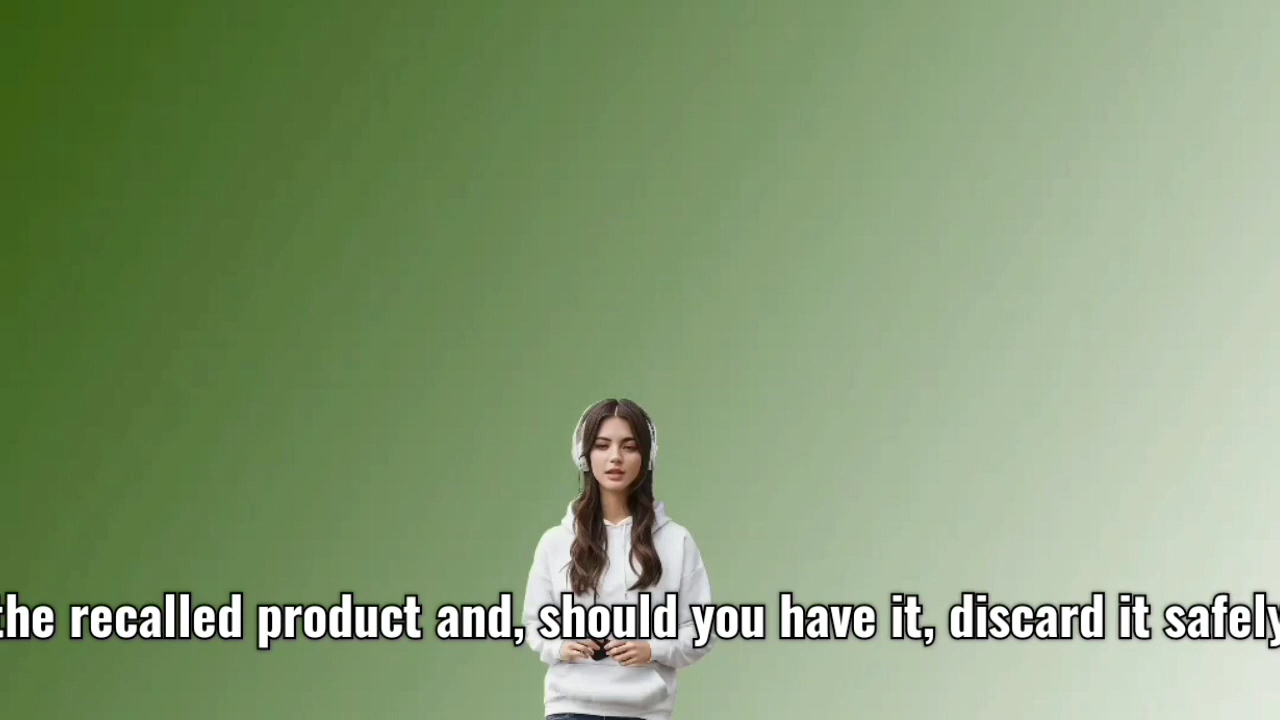 the recalled product and, should you have it, discard it safely